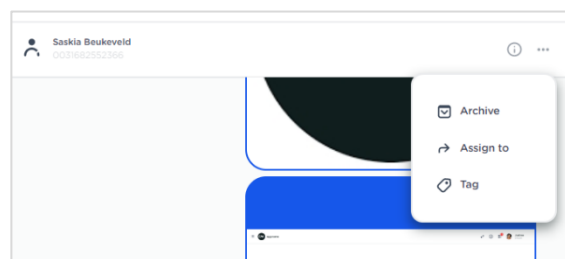 Saskia Beukeveld
0031682552366
Archive
Assign to
Tag